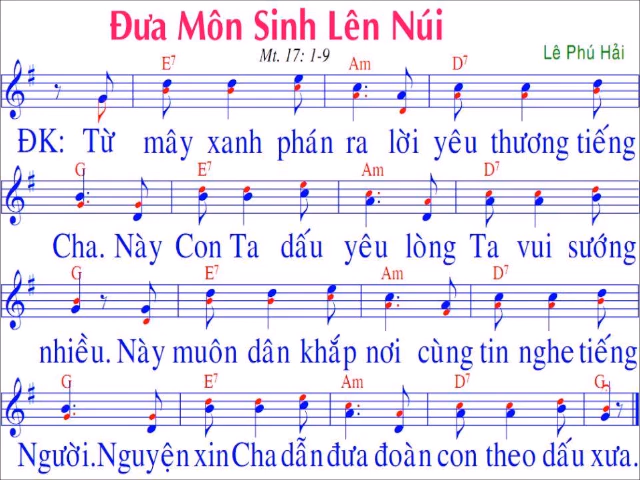 Đưa Môn Sinh Lên Núi
Mt. 17: 1-9
Lê Phú Hải
E7 Am D7
ĐK: Từ mây xanh phán ra lời yêu thương tiếng
G E7 Am D7
Cha. Này Con Ta dấu yêu lòng Ta vui sướng
G E7 Am D7
nhiều. Này muôn dân khắp nơi cùng tin nghe tiếng
G E7 Am D7 G
Người. Nguyện xin Cha dẫn đưa đoàn con theo dấu xưa.